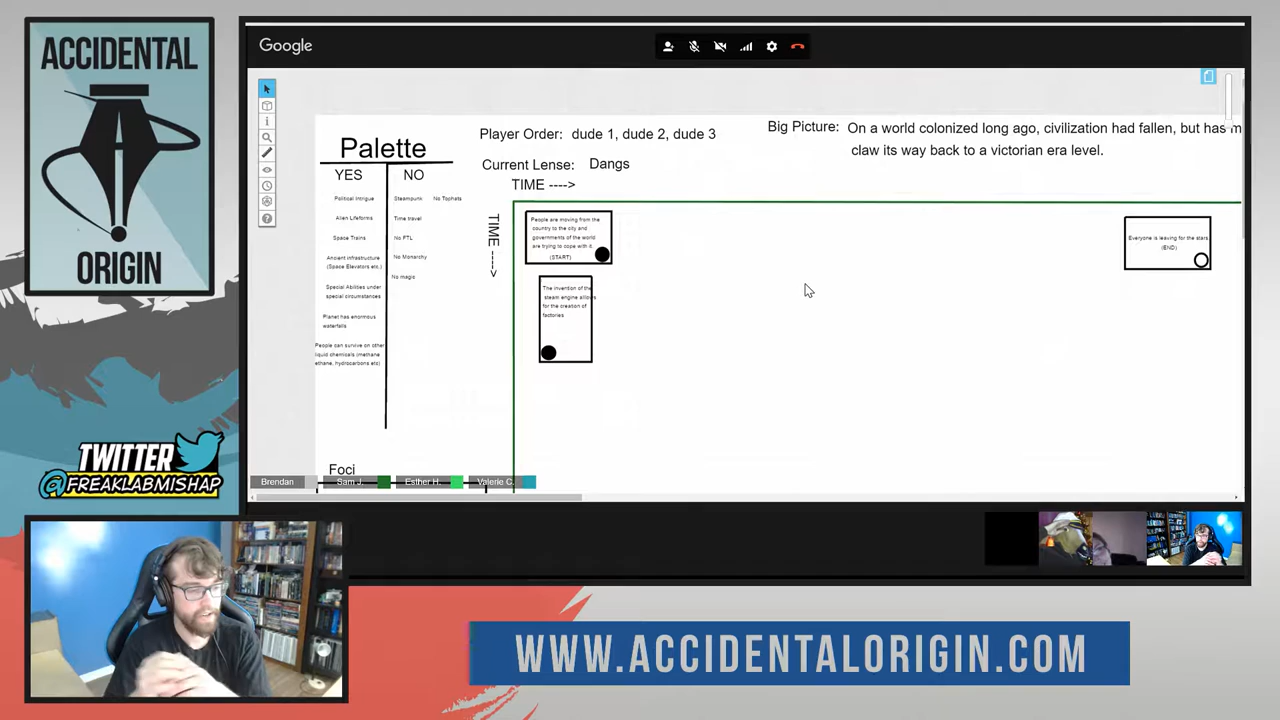 ACCIDENTAL
ORIGIN
TWITTER
@FREAKLABMISHAP
Google
Palette
YES
NO
Political Intrigue
Steampunk
No Tophats
Alien Lifeforms
Time travel
Space Trains
No FTL
Ancient infrastructure
(Space Elevators etc.)
No Monarchy
No magic
Special Abilities under
special circumstances
Planet has enormous
waterfalls
People can survive on other
liquid chemicals (methane
ethane, hydrocarbons etc)
Foci
Player Order: dude 1, dude 2, dude 3
Current Lense: Dangs
TIME ---->
TIME ---->
Big Picture: On a world colonized long ago, civilization had fallen, but has m
claw its way back to a victorian era level.
People are moving from the
country to the city and
governments of the world
are trying to cope with it.
(START)
The invention of the
steam engine allows
for the creation of
factories
Everyone is leaving for the stars
(END)
Brendan
Sam J.
Esther H.
Valerie C.
WWW.ACCIDENTALORIGIN.COM